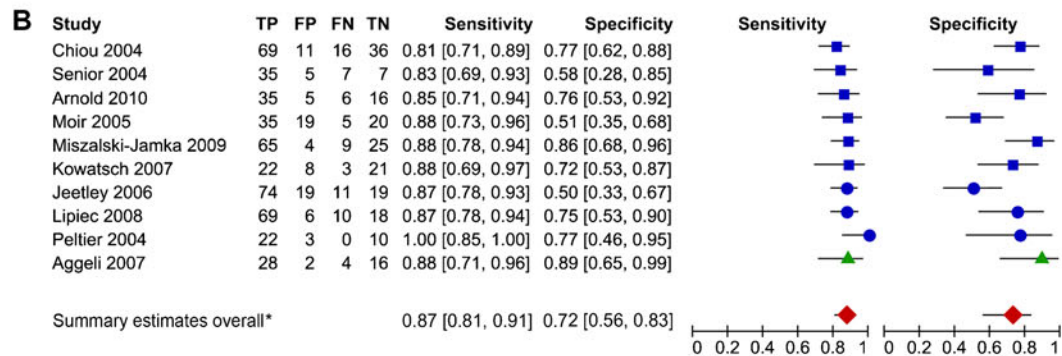 B Study TP FP FN TN Sensitivity Specificity Sensitivity Specificity
Chiou 2004 69 11 16 36 0.81 [0.71, 0.89] 0.77 [0.62, 0.88]
Senior 2004 35 5 7 7 0.83 [0.69, 0.93] 0.58 [0.28, 0.85]
Arnold 2010 35 5 6 16 0.85 [0.71, 0.94] 0.76 [0.53, 0.92]
Moir 2005 35 19 5 20 0.88 [0.73, 0.96] 0.51 [0.35, 0.68]
Miszalski-Jamka 2009 65 4 9 25 0.88 [0.78, 0.94] 0.86 [0.68, 0.96]
Kowatsch 2007 22 8 3 21 0.88 [0.69, 0.97] 0.72 [0.53, 0.87]
Jeetley 2006 74 19 11 19 0.87 [0.78, 0.93] 0.50 [0.33, 0.67]
Lipiec 2008 69 6 10 18 0.87 [0.78, 0.94] 0.75 [0.53, 0.90]
Peltier 2004 22 3 0 10 1.00 [0.85, 1.00] 0.77 [0.46, 0.95]
Aggeli 2007 28 2 4 16 0.88 [0.71, 0.96] 0.89 [0.65, 0.99]
Summary estimates overall* 0.87 [0.81, 0.91] 0.72 [0.56, 0.83]
0 0.2 0.4 0.6 0.8 1 0 0.2 0.4 0.6 0.8 1